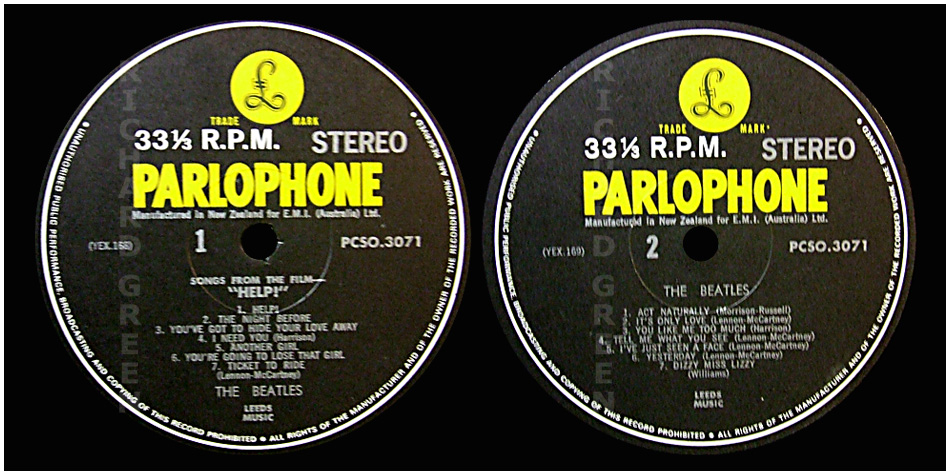 £
TRADE MARK
33⅓ R.P.M. STEREO
PARLOPHONE
Manufactured in New Zealand for E.M.I. (Australia) Ltd.
(YEX.168) 1 PCSO.3071
SONGS FROM THE FILM—
"HELP!"
1. HELP!
2. THE NIGHT BEFORE
3. YOU'VE GOT TO HIDE YOUR LOVE AWAY
4. I NEED YOU (Harrison)
5. ANOTHER GIRL
6. YOU'RE GOING TO LOSE THAT GIRL
7. TICKET TO RIDE
(Lennon-McCartney)
THE BEATLES
LEEDS
MUSIC
UNAUTHORISED PUBLIC PERFORMANCE, BROADCASTING AND COPYING OF THIS RECORD PROHIBITED ● ALL RIGHTS OF THE MANUFACTURER AND OF THE OWNER OF THE RECORDED WORK ARE RESERVED ●
RICHARD GREEN
£
TRADE MARK
33⅓ R.P.M. STEREO
PARLOPHONE
Manufactured in New Zealand for E.M.I. (Australia) Ltd.
(YEX.169) 2 PCSO.3071
THE BEATLES
1. ACT NATURALLY (Morrison-Russell)
2. IT'S ONLY LOVE (Lennon-McCartney)
3. YOU LIKE ME TOO MUCH (Harrison)
4. TELL ME WHAT YOU SEE (Lennon-McCartney)
5. I'VE JUST SEEN A FACE (Lennon-McCartney)
6. YESTERDAY (Lennon-McCartney)
7. DIZZY MISS LIZZY
(Williams)
LEEDS
MUSIC
UNAUTHORISED PUBLIC PERFORMANCE BROADCASTING AND COPYING OF THIS RECORD PROHIBITED ● ALL RIGHTS OF THE MANUFACTURER AND OF THE OWNER OF THE RECORDED WORK ARE RESERVED ●
RICHARD GREEN